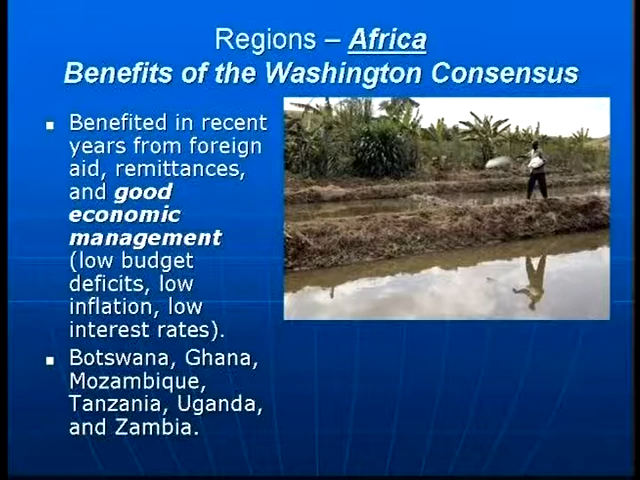 Regions – Africa
Benefits of the Washington Consensus
Benefited in recent
years from foreign
aid, remittances,
and good
economic
management
(low budget
deficits, low
inflation, low
interest rates).
Botswana, Ghana,
Mozambique,
Tanzania, Uganda,
and Zambia.